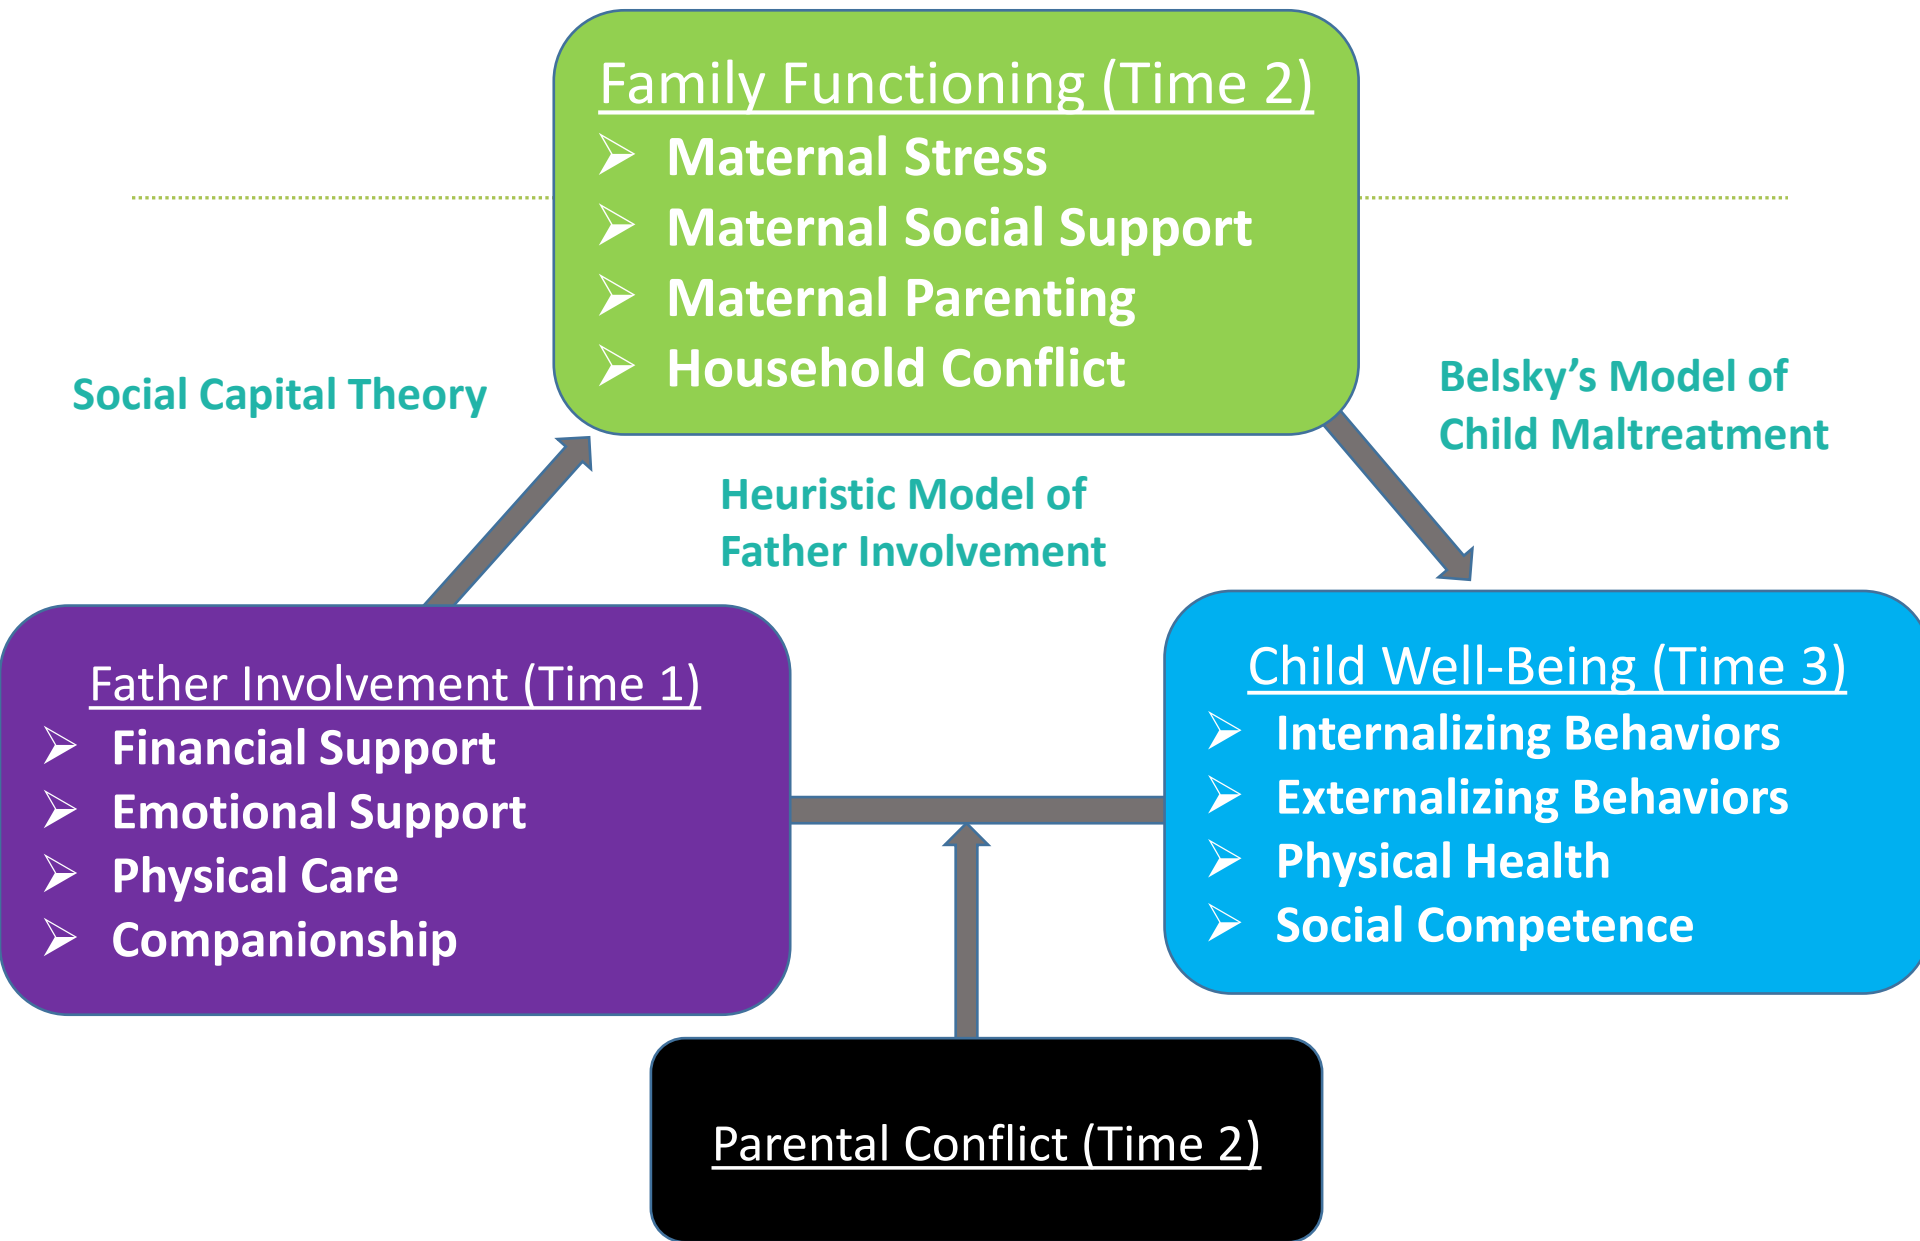 Family Functioning (Time 2)
Maternal Stress
Maternal Social Support
Maternal Parenting
Household Conflict
Social Capital Theory
Belsky’s Model of
Child Maltreatment
Heuristic Model of
Father Involvement
Father Involvement (Time 1)
Financial Support
Emotional Support
Physical Care
Companionship
Child Well-Being (Time 3)
Internalizing Behaviors
Externalizing Behaviors
Physical Health
Social Competence
Parental Conflict (Time 2)